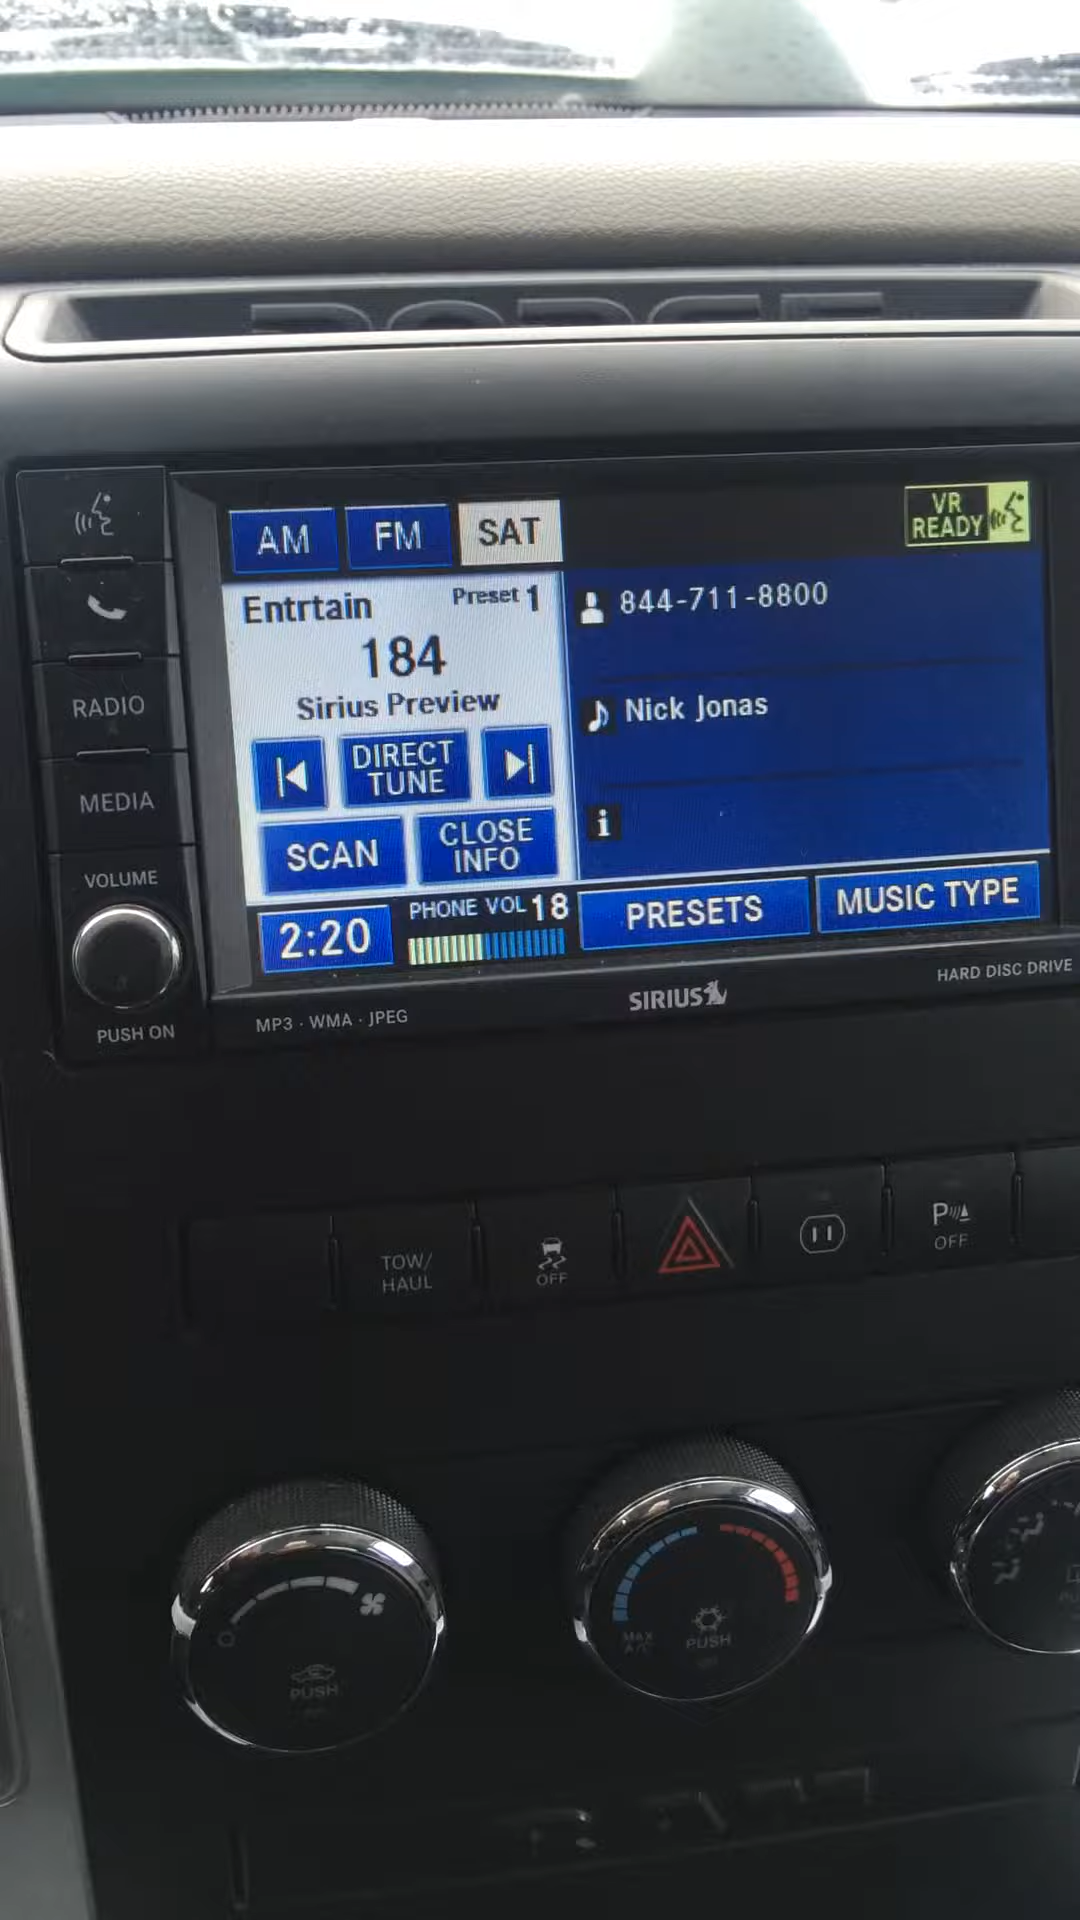 DODGE
AM FM SAT
VR
READY
Entrtain Preset 1
184
Sirius Preview
DIRECT
TUNE
SCAN
CLOSE
INFO
844-711-8800
Nick Jonas
i
2:20
PHONE VOL 18
PRESETS
MUSIC TYPE
RADIO
MEDIA
VOLUME
PUSH ON
MP3 · WMA · JPEG
SIRIUS
HARD DISC DRIVE
TOW/
HAUL
OFF
P
OFF
PUSH
MAX
A/C
PUSH